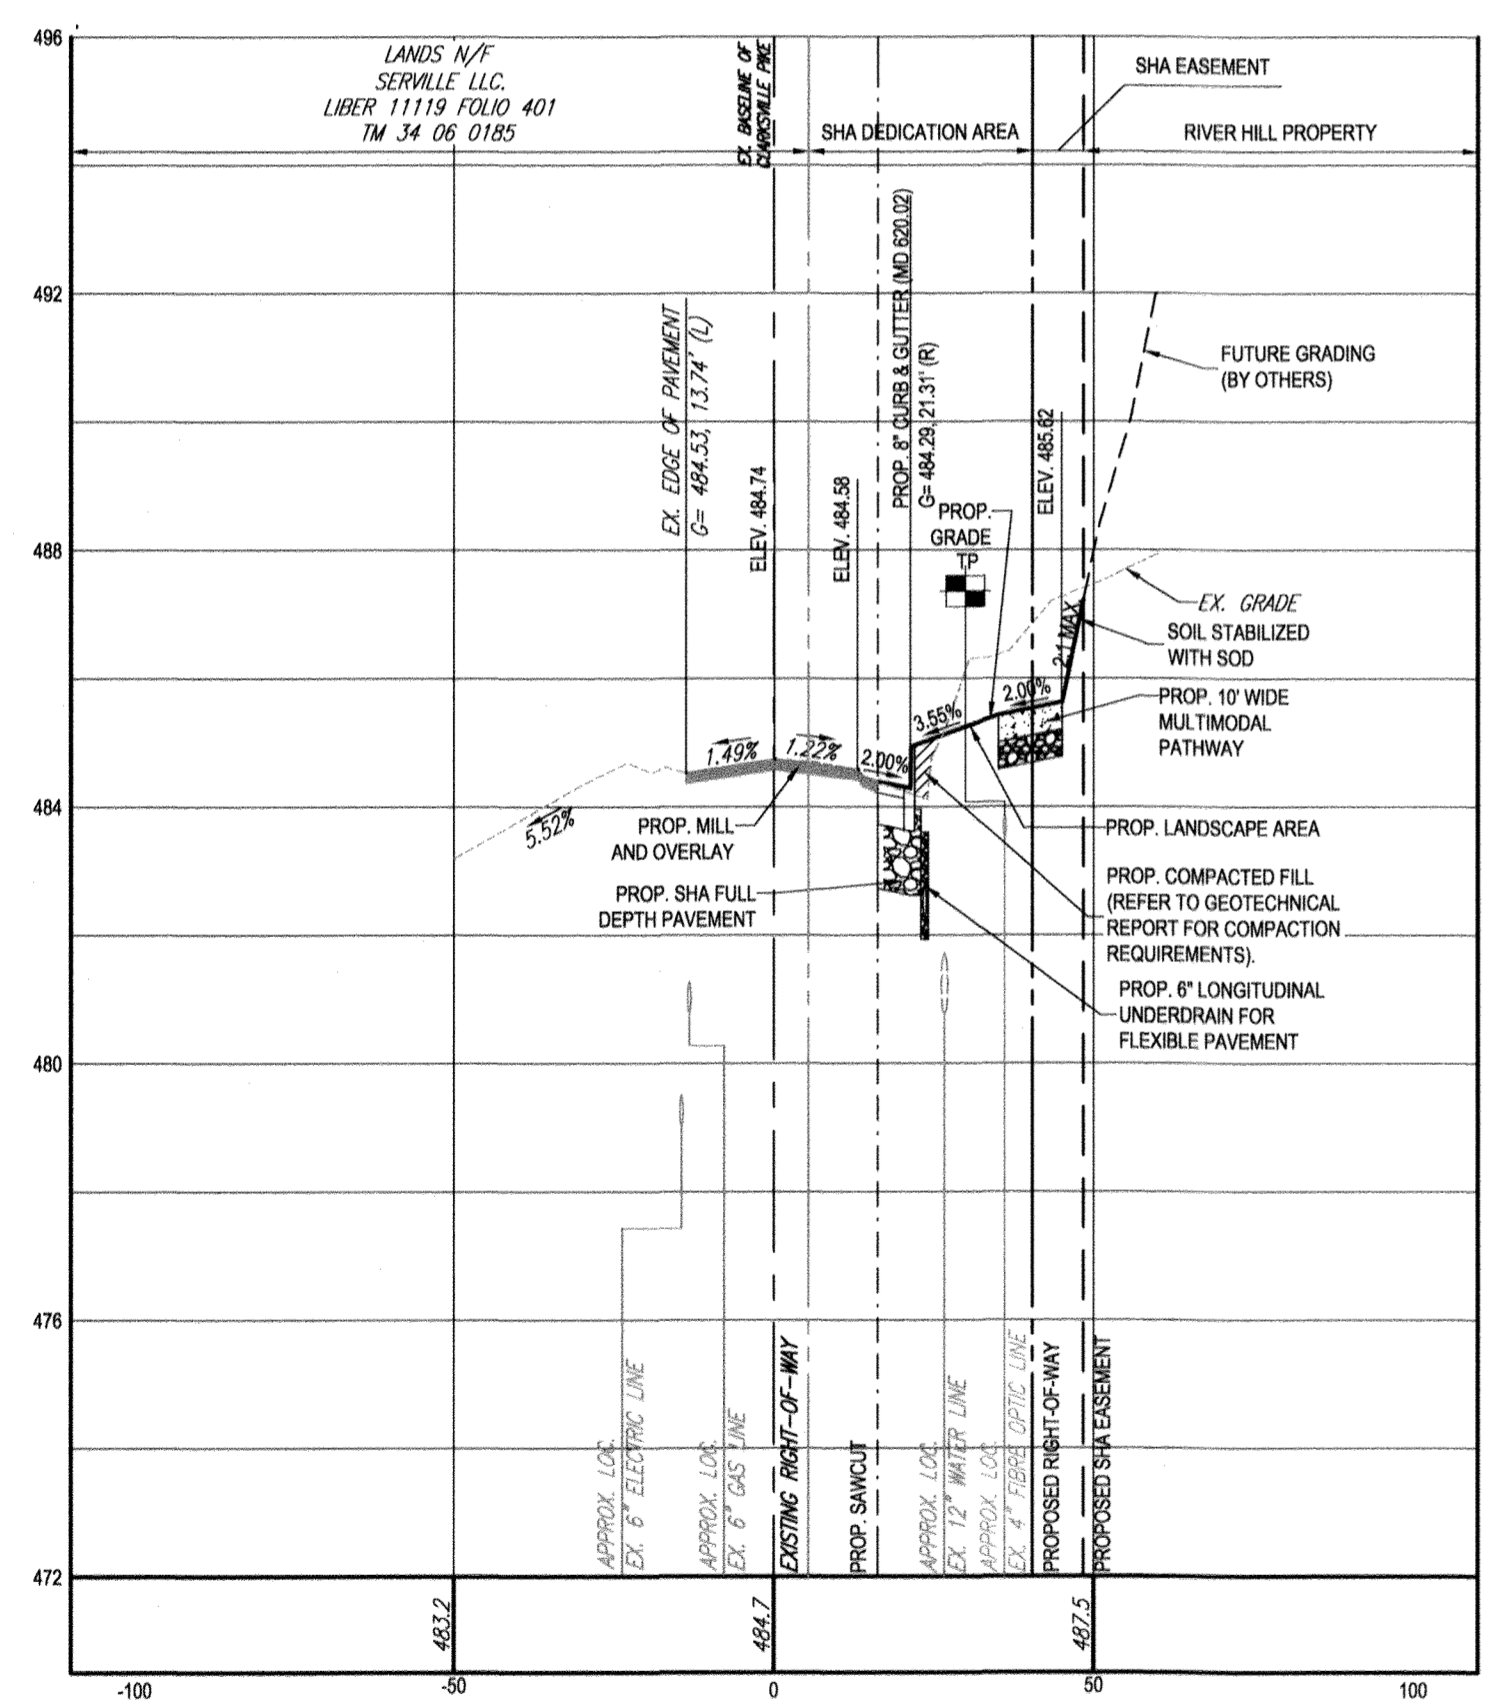 496
LANDS N/F
SERVILLE LLC.
LIBER 11119 FOLIO 401
TM 34 06 0185
EX. BASELINE OF
CLARKSVILLE PIKE
SHA DEDICATION AREA
SHA EASEMENT
RIVER HILL PROPERTY
492
EX. EDGE OF PAVEMENT
G= 484.53, 13.74' (L)
ELEV. 484.74
ELEV. 484.58
PROP. 8" CURB & GUTTER (MD 620.02)
G= 484.29, 21.31' (R)
PROP.
GRADE
TP
ELEV. 485.62
FUTURE GRADING
(BY OTHERS)
488
EX. GRADE
SOIL STABILIZED
WITH SOD
2:1 MAX.
2.00%
3.55%
PROP. 10' WIDE
MULTIMODAL
PATHWAY
1.49%
1.22%
2.00%
484
5.52%
PROP. MILL
AND OVERLAY
PROP. LANDSCAPE AREA
PROP. SHA FULL
DEPTH PAVEMENT
PROP. COMPACTED FILL
(REFER TO GEOTECHNICAL
REPORT FOR COMPACTION
REQUIREMENTS).
PROP. 6" LONGITUDINAL
UNDERDRAIN FOR
FLEXIBLE PAVEMENT
480
476
APPROX. LOC.
EX. 6" ELECTRIC LINE
APPROX. LOC.
EX. 6" GAS LINE
EXISTING RIGHT-OF-WAY
PROP. SAWCUT
APPROX. LOC.
EX. 12" WATER LINE
APPROX. LOC.
EX. 4" FIBRE OPTIC LINE
PROPOSED RIGHT-OF-WAY
PROPOSED SHA EASEMENT
472
483.2
484.7
487.5
-100
-50
0
50
100